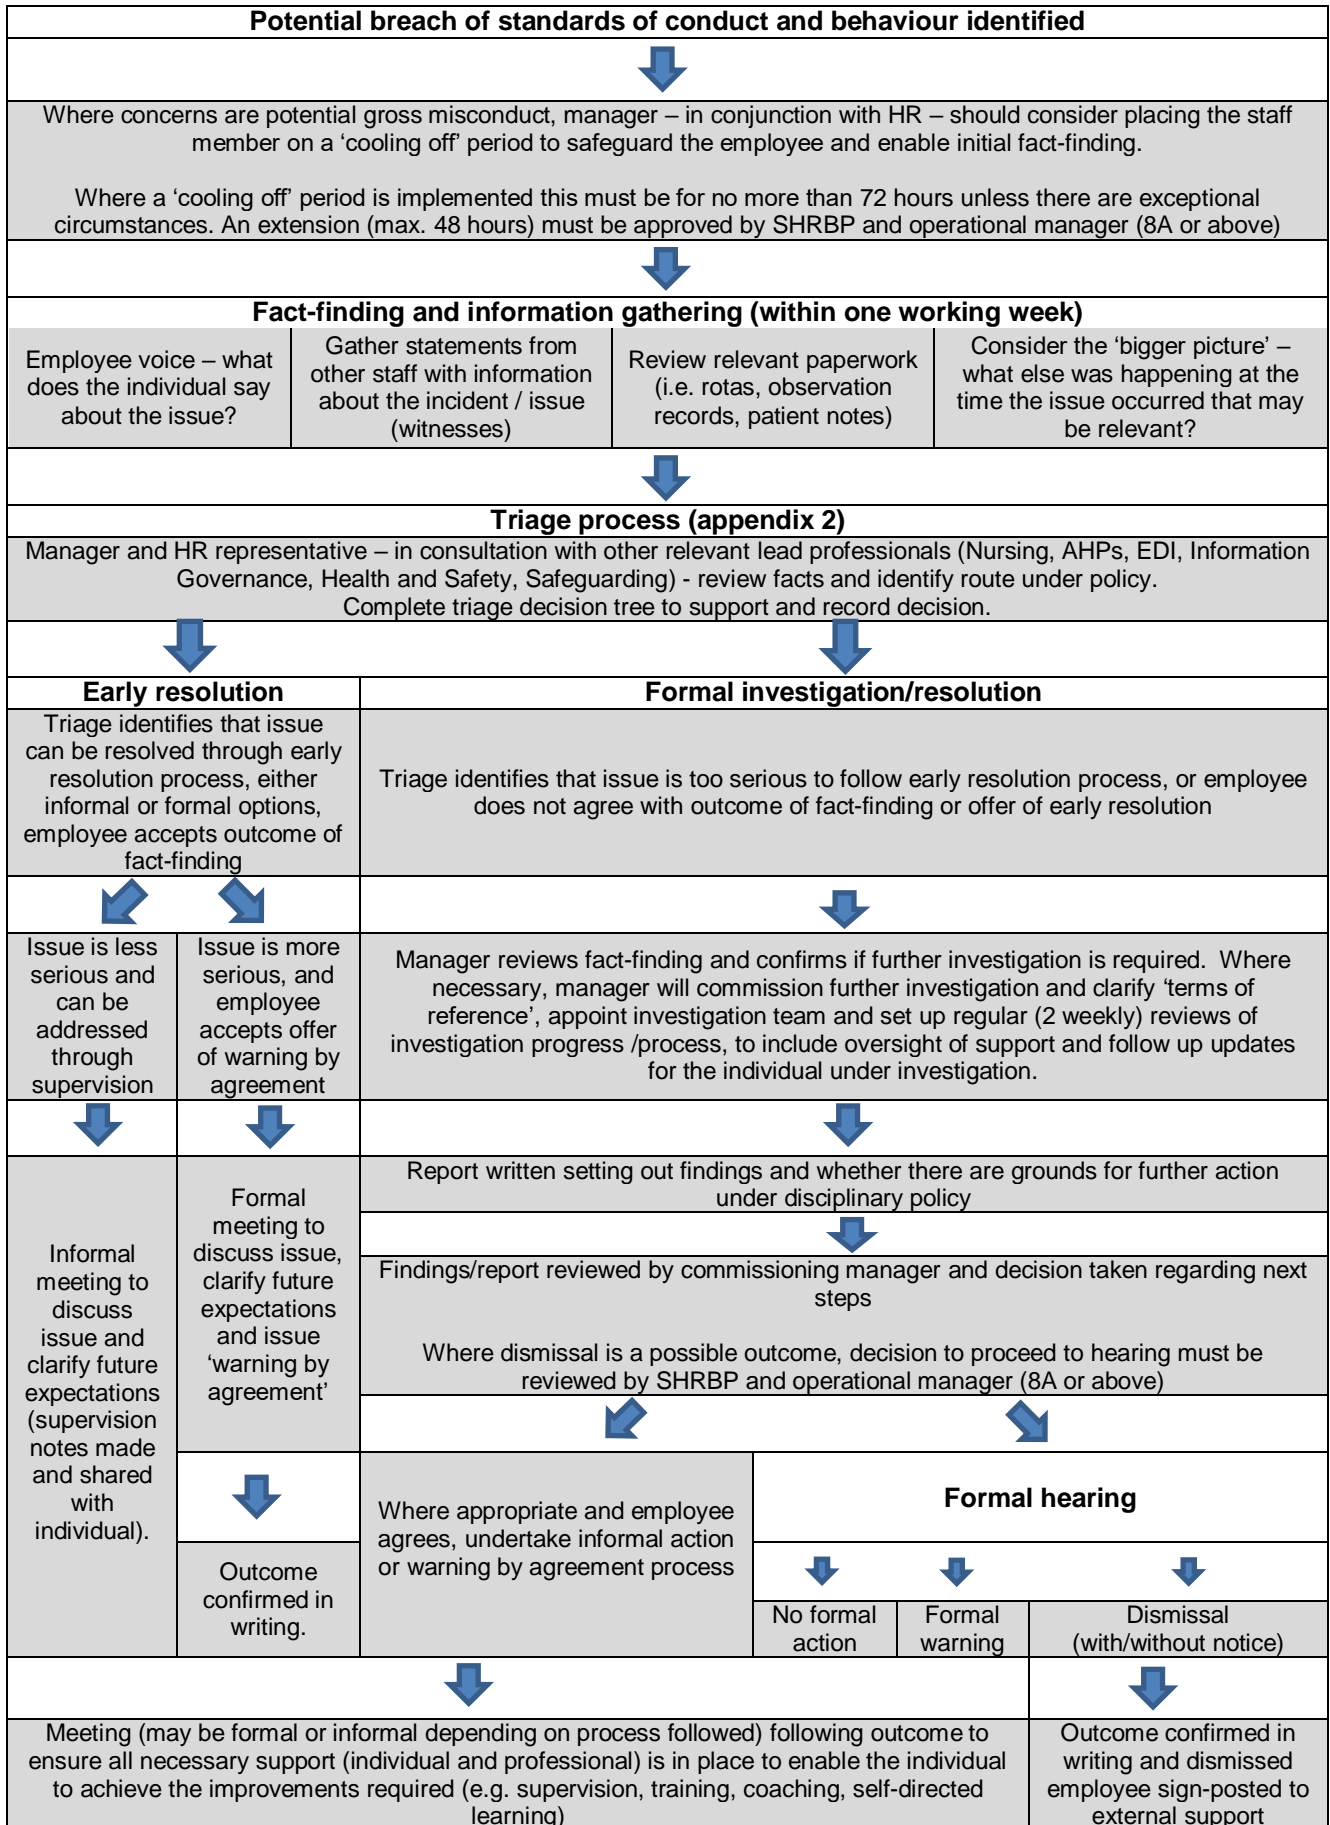 Potential breach of standards of conduct and behaviour identified
Where concerns are potential gross misconduct, manager – in conjunction with HR – should consider placing the staff
member on a ‘cooling off’ period to safeguard the employee and enable initial fact-finding.
Where a ‘cooling off’ period is implemented this must be for no more than 72 hours unless there are exceptional
circumstances. An extension (max. 48 hours) must be approved by SHRBP and operational manager (8A or above)
Fact-finding and information gathering (within one working week)
Employee voice – what
does the individual say
about the issue?
Gather statements from
other staff with information
about the incident / issue
(witnesses)
Review relevant paperwork
(i.e. rotas, observation
records, patient notes)
Consider the ‘bigger picture’ –
what else was happening at the
time the issue occurred that may
be relevant?
Triage process (appendix 2)
Manager and HR representative – in consultation with other relevant lead professionals (Nursing, AHPs, EDI, Information
Governance, Health and Safety, Safeguarding) - review facts and identify route under policy.
Complete triage decision tree to support and record decision.
Early resolution
Triage identifies that issue
can be resolved through early
resolution process, either
informal or formal options,
employee accepts outcome of
fact-finding
Formal investigation/resolution
Triage identifies that issue is too serious to follow early resolution process, or employee
does not agree with outcome of fact-finding or offer of early resolution
Issue is less
serious and
can be
addressed
through
supervision
Issue is more
serious, and
employee
accepts offer
of warning by
agreement
Manager reviews fact-finding and confirms if further investigation is required. Where
necessary, manager will commission further investigation and clarify ‘terms of
reference’, appoint investigation team and set up regular (2 weekly) reviews of
investigation progress /process, to include oversight of support and follow up updates
for the individual under investigation.
Informal
meeting to
discuss
issue and
clarify future
expectations
(supervision
notes made
and shared
with
individual).
Formal
meeting to
discuss issue,
clarify future
expectations
and issue
‘warning by
agreement’
Outcome
confirmed in
writing.
Report written setting out findings and whether there are grounds for further action
under disciplinary policy
Findings/report reviewed by commissioning manager and decision taken regarding next
steps
Where dismissal is a possible outcome, decision to proceed to hearing must be
reviewed by SHRBP and operational manager (8A or above)
Where appropriate and employee
agrees, undertake informal action
or warning by agreement process
Formal hearing
No formal
action
Formal
warning
Dismissal
(with/without notice)
Meeting (may be formal or informal depending on process followed) following outcome to
ensure all necessary support (individual and professional) is in place to enable the individual
to achieve the improvements required (e.g. supervision, training, coaching, self-directed
learning)
Outcome confirmed in
writing and dismissed
employee sign-posted to
external support